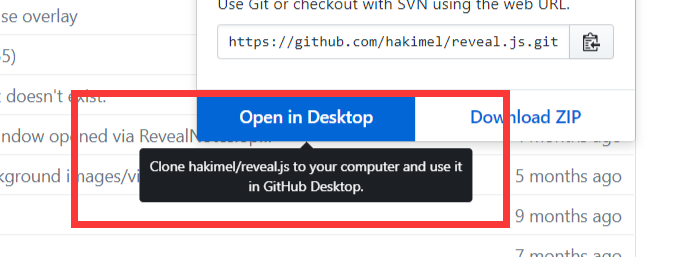 Use Git or checkout with SVN using the web URL.
se overlay
https://github.com/hakimel/reveal.js.git
5)
t doesn't exist.
Open in Desktop
Download ZIP
ndow opened via
months ago
Clone hakimel/reveal.js to your computer and use it
in GitHub Desktop.
kground images/vi
5 months ago
9 months ago
7 months ago